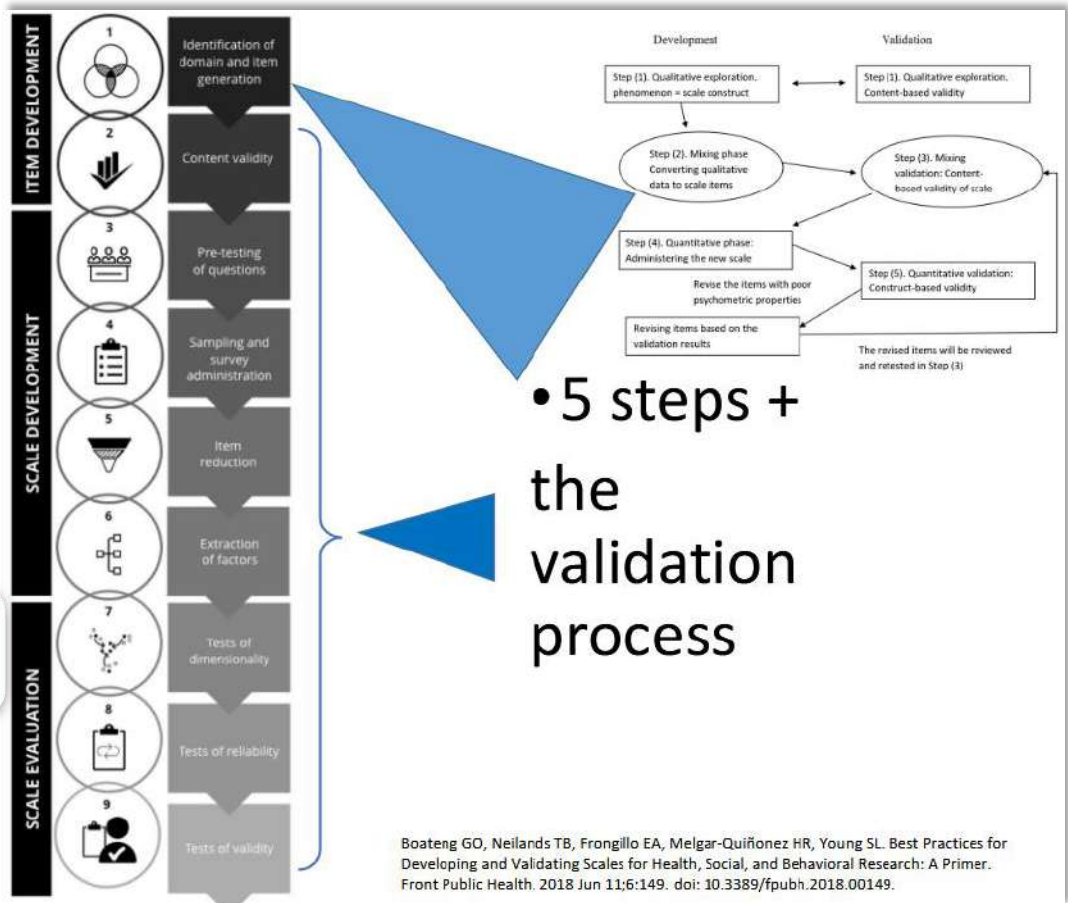 ITEM DEVELOPMENT
1
Identification of
domain and item
generation
2
Content validity
SCALE DEVELOPMENT
3
Pre-testing
of questions
4
Sampling and
survey
administration
5
Item
reduction
6
Extraction
of factors
SCALE EVALUATION
7
Tests of
dimensionality
8
Tests of reliability
9
Tests of validity
Development
Validation
Step (1). Qualitative exploration.
phenomenon = scale construct
Step (1). Qualitative exploration.
Content-based validity
Step (2). Mixing phase
Converting qualitative
data to scale items
Step (3). Mixing
validation: Content-
based validity of scale
Step (4). Quantitative phase:
Administering the new scale
Step (5). Quantitative validation:
Construct-based validity
Revise the items with poor
psychometric properties
Revising items based on the
validation results
The revised items will be reviewed
and retested in Step (3)
• 5 steps +
the
validation
process
Boateng GO, Neilands TB, Frongillo EA, Melgar-Quiñonez HR, Young SL. Best Practices for
Developing and Validating Scales for Health, Social, and Behavioral Research: A Primer.
Front Public Health. 2018 Jun 11;6:149. doi: 10.3389/fpubh.2018.00149.